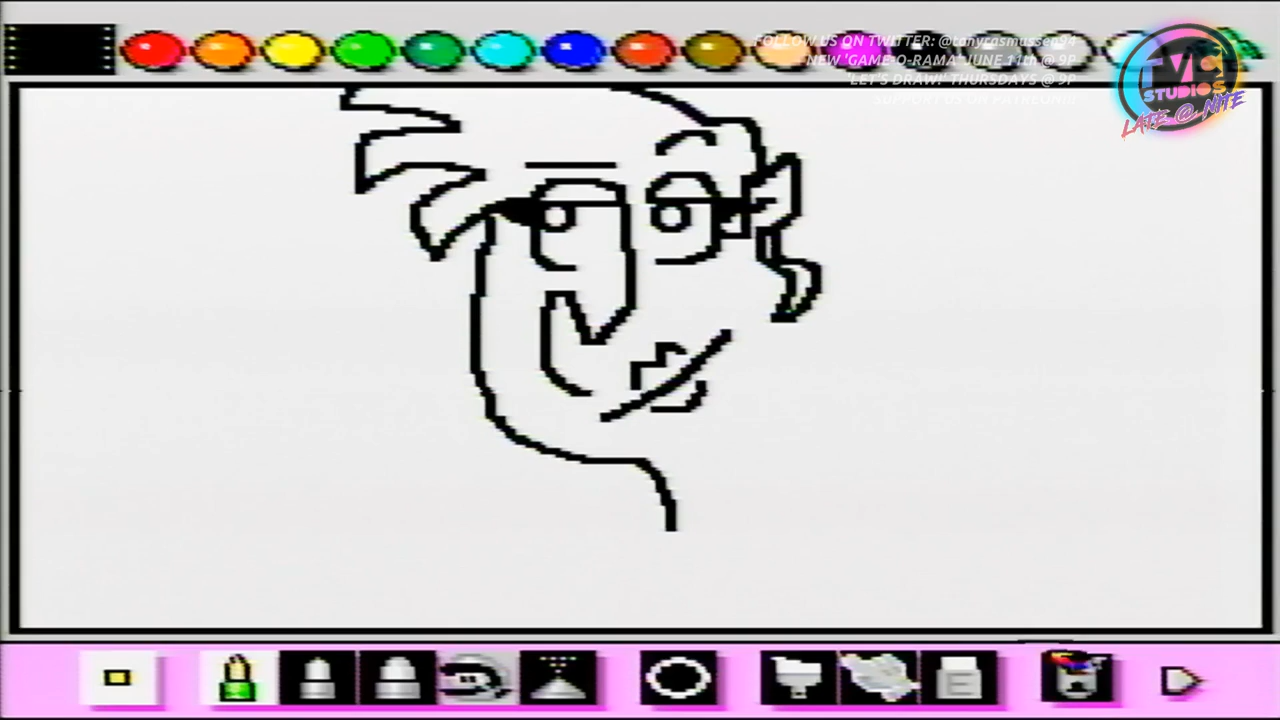 FOLLOW US ON TWITTER: @tonyrasmussen94
NEW 'GAME-O-RAMA' JUNE 11th @ 9P
'LET'S DRAW!' THURSDAYS @ 9P
SUPPORT US ON PATREON!!!
TVC
STUDIOS
LATE @ NITE